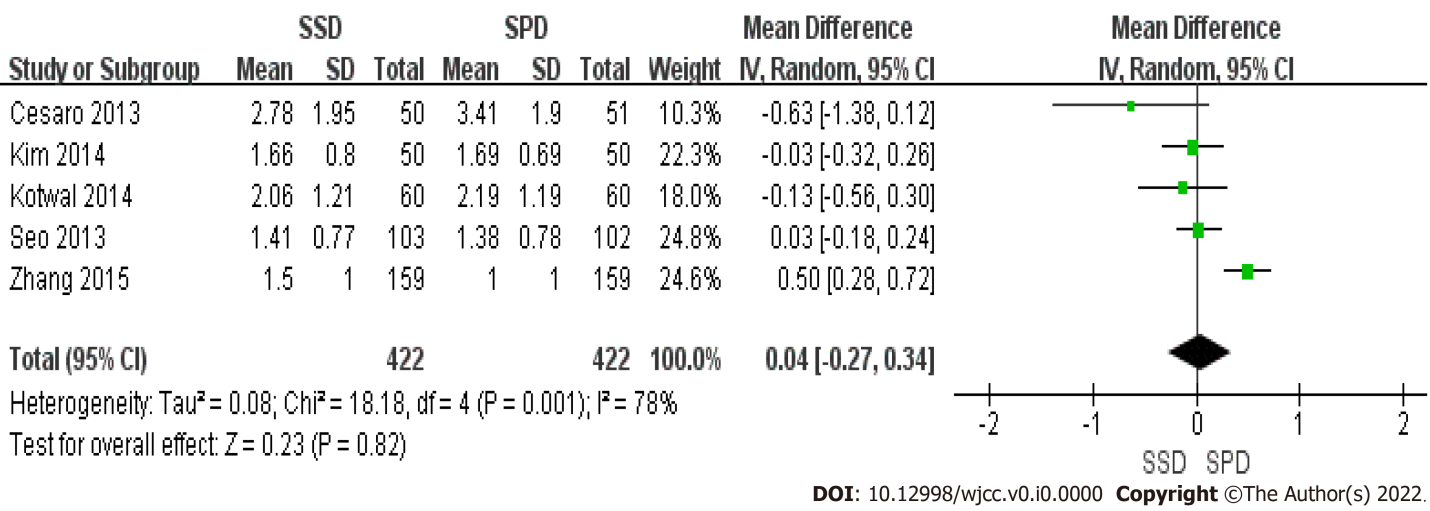 SSD SPD Mean Difference Mean Difference
Study or Subgroup Mean SD Total Mean SD Total Weight IV, Random, 95% CI IV, Random, 95% CI
Cesaro 2013 2.78 1.95 50 3.41 1.9 51 10.3% -0.63 [-1.38, 0.12]
Kim 2014 1.66 0.8 50 1.69 0.69 50 22.3% -0.03 [-0.32, 0.26]
Kotwal 2014 2.06 1.21 60 2.19 1.19 60 18.0% -0.13 [-0.56, 0.30]
Seo 2013 1.41 0.77 103 1.38 0.78 102 24.8% 0.03 [-0.18, 0.24]
Zhang 2015 1.5 1 159 1 1 159 24.6% 0.50 [0.28, 0.72]
Total (95% CI) 422 422 100.0% 0.04 [-0.27, 0.34]
Heterogeneity: Tau² = 0.08; Chi² = 18.18, df = 4 (P = 0.001); I² = 78%
Test for overall effect: Z = 0.23 (P = 0.82)
-2 -1 0 1 2
SSD SPD
DOI: 10.12998/wjcc.v0.i0.0000 Copyright ©The Author(s) 2022.